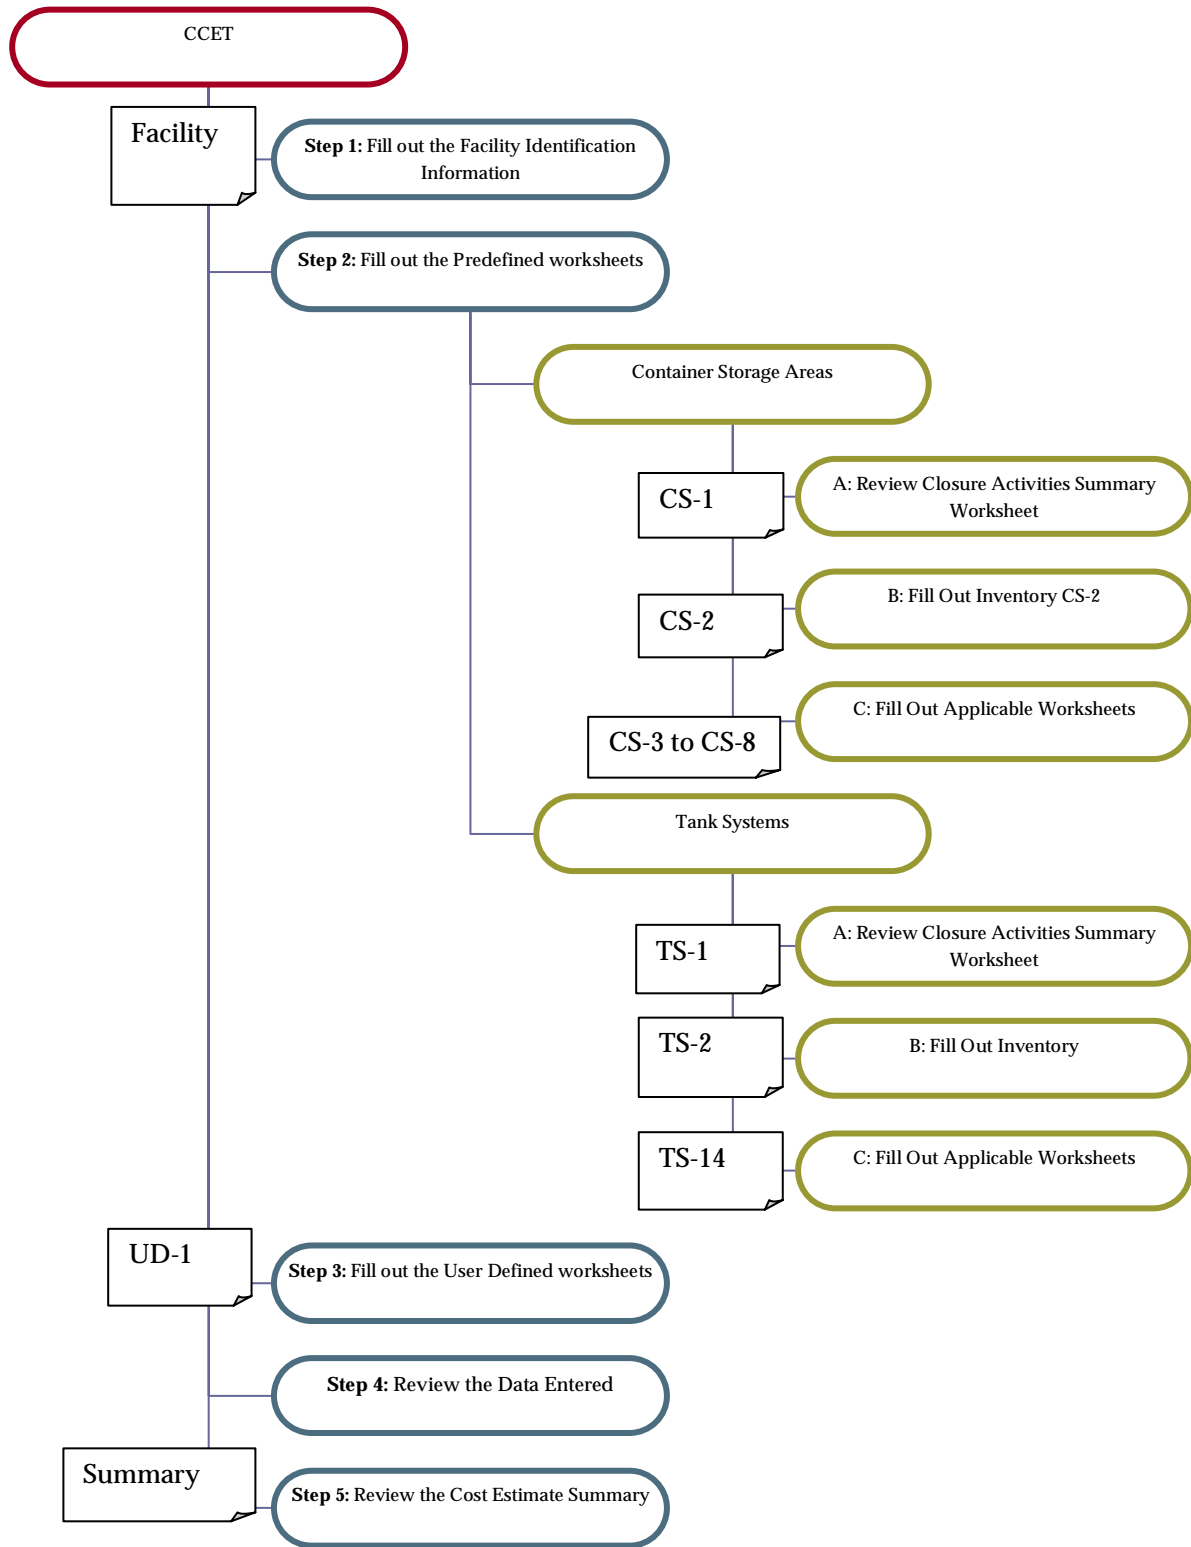 CCET
Facility
Step 1: Fill out the Facility Identification
Information
Step 2: Fill out the Predefined worksheets
Container Storage Areas
CS-1
A: Review Closure Activities Summary
Worksheet
CS-2
B: Fill Out Inventory CS-2
CS-3 to CS-8
C: Fill Out Applicable Worksheets
Tank Systems
TS-1
A: Review Closure Activities Summary
Worksheet
TS-2
B: Fill Out Inventory
TS-14
C: Fill Out Applicable Worksheets
UD-1
Step 3: Fill out the User Defined worksheets
Step 4: Review the Data Entered
Summary
Step 5: Review the Cost Estimate Summary